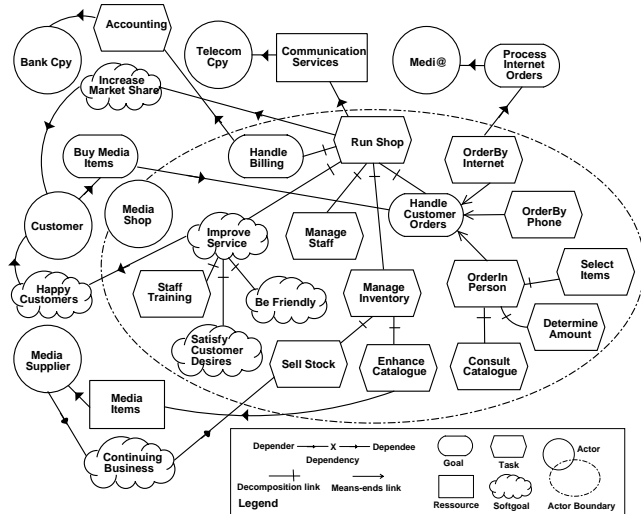 Accounting
Bank Cpy
Telecom
Cpy
Communication
Services
Medi@
Process
Internet
Orders
Increase
Market Share
Run Shop
Buy Media
Items
Handle
Billing
OrderBy
Internet
Customer
Media
Shop
Handle
Customer
Orders
OrderBy
Phone
Improve
Service
Manage
Staff
Select
Items
Happy
Customers
Staff
Training
Be Friendly
Manage
Inventory
OrderIn
Person
Determine
Amount
Media
Supplier
Satisfy
Customer
Desires
Sell Stock
Enhance
Catalogue
Consult
Catalogue
Media
Items
Continuing
Business
Depender
X
Dependee
Dependency
Decomposition link
Means-ends link
Legend
Goal
Task
Actor
Ressource
Softgoal
Actor Boundary